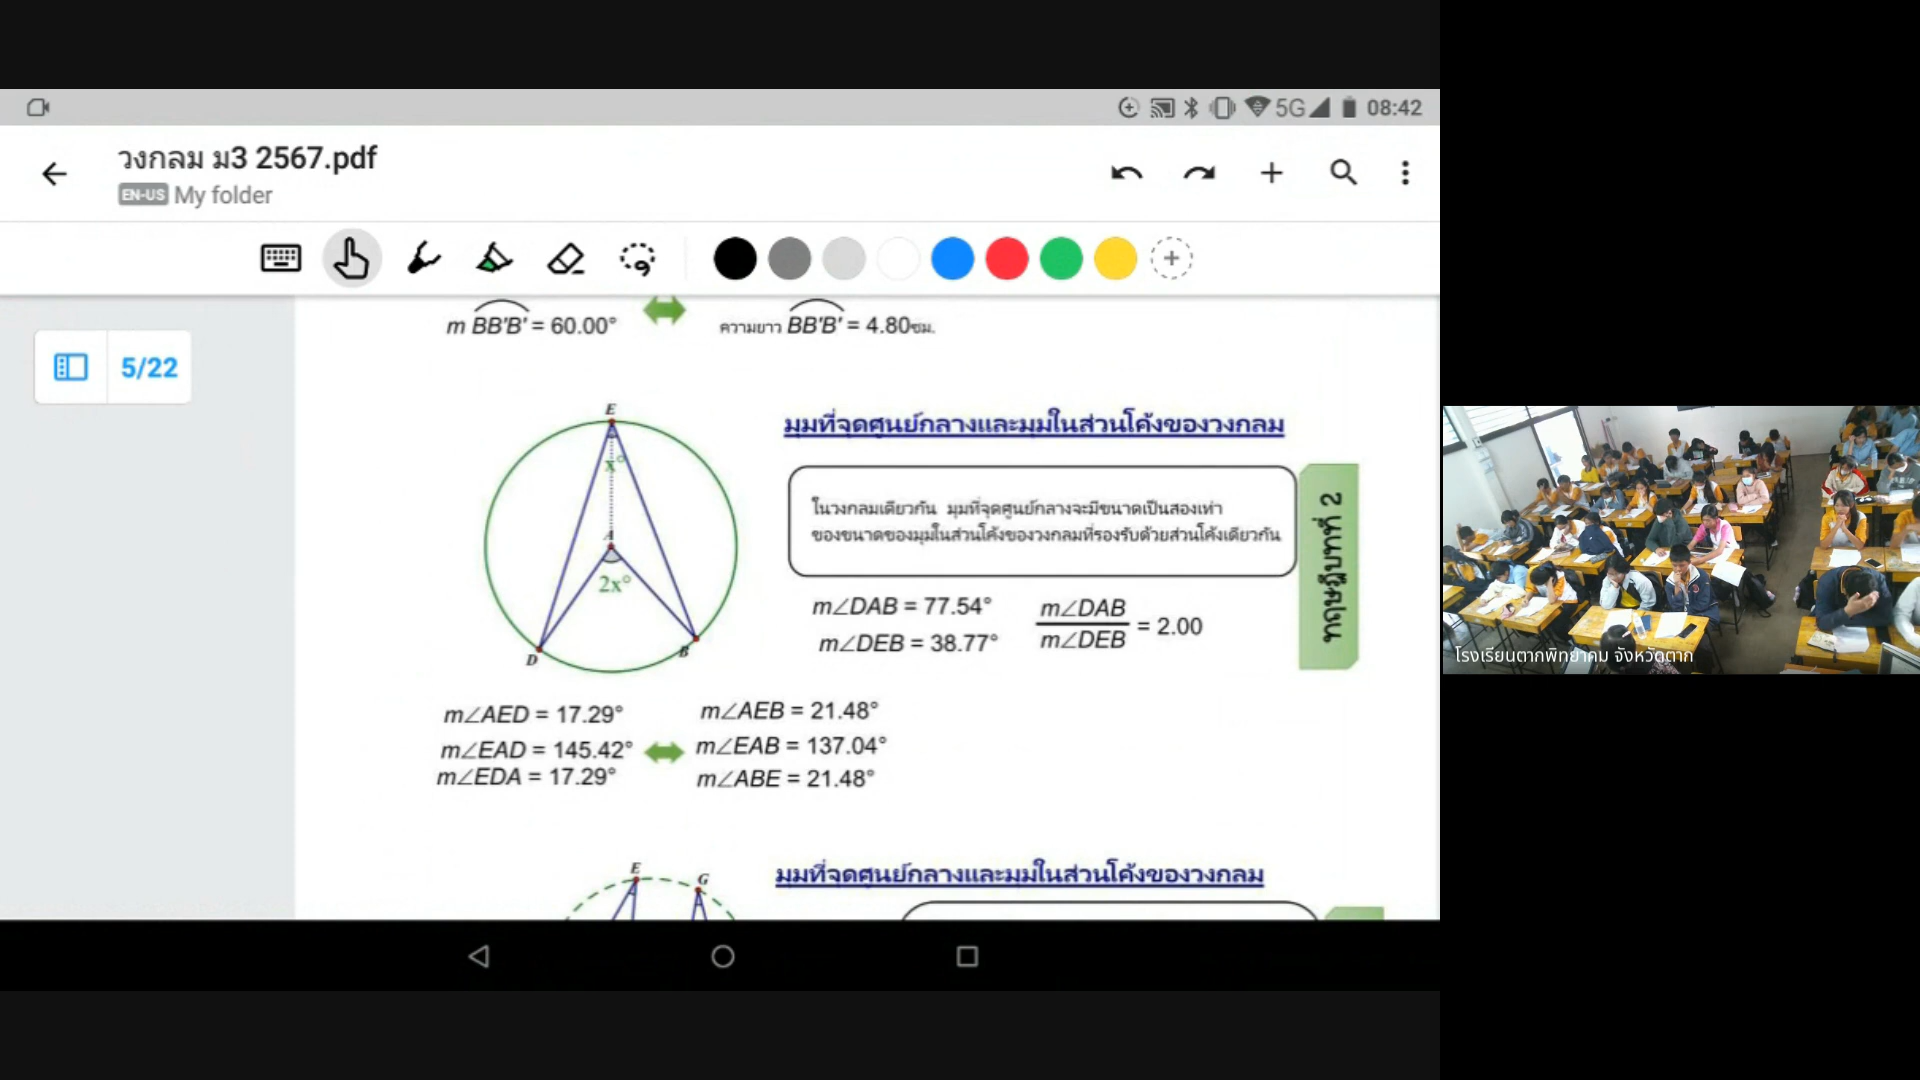 5G 08:42
วงกลม ม3 2567.pdf
EN-US My folder
5/22
m BB'B' = 60.00°
ความยาว BB'B' = 4.80ซม.
E
x°
A
2x°
D
B
มุมที่จุดศูนย์กลางและมุมในส่วนโค้งของวงกลม
ในวงกลมเดียวกัน มุมที่จุดศูนย์กลางจะมีขนาดเป็นสองเท่า
ของขนาดของมุมในส่วนโค้งของวงกลมที่รองรับด้วยส่วนโค้งเดียวกัน
ทฤษฎีบทที่ 2
m∠DAB = 77.54°
m∠DEB = 38.77°
m∠DAB
m∠DEB = 2.00
m∠AED = 17.29°
m∠EAD = 145.42°
m∠EDA = 17.29°
m∠AEB = 21.48°
m∠EAB = 137.04°
m∠ABE = 21.48°
E
G
มุมที่จุดศูนย์กลางและมุมในส่วนโค้งของวงกลม
โรงเรียนตากพิทยาคม จังหวัดตาก